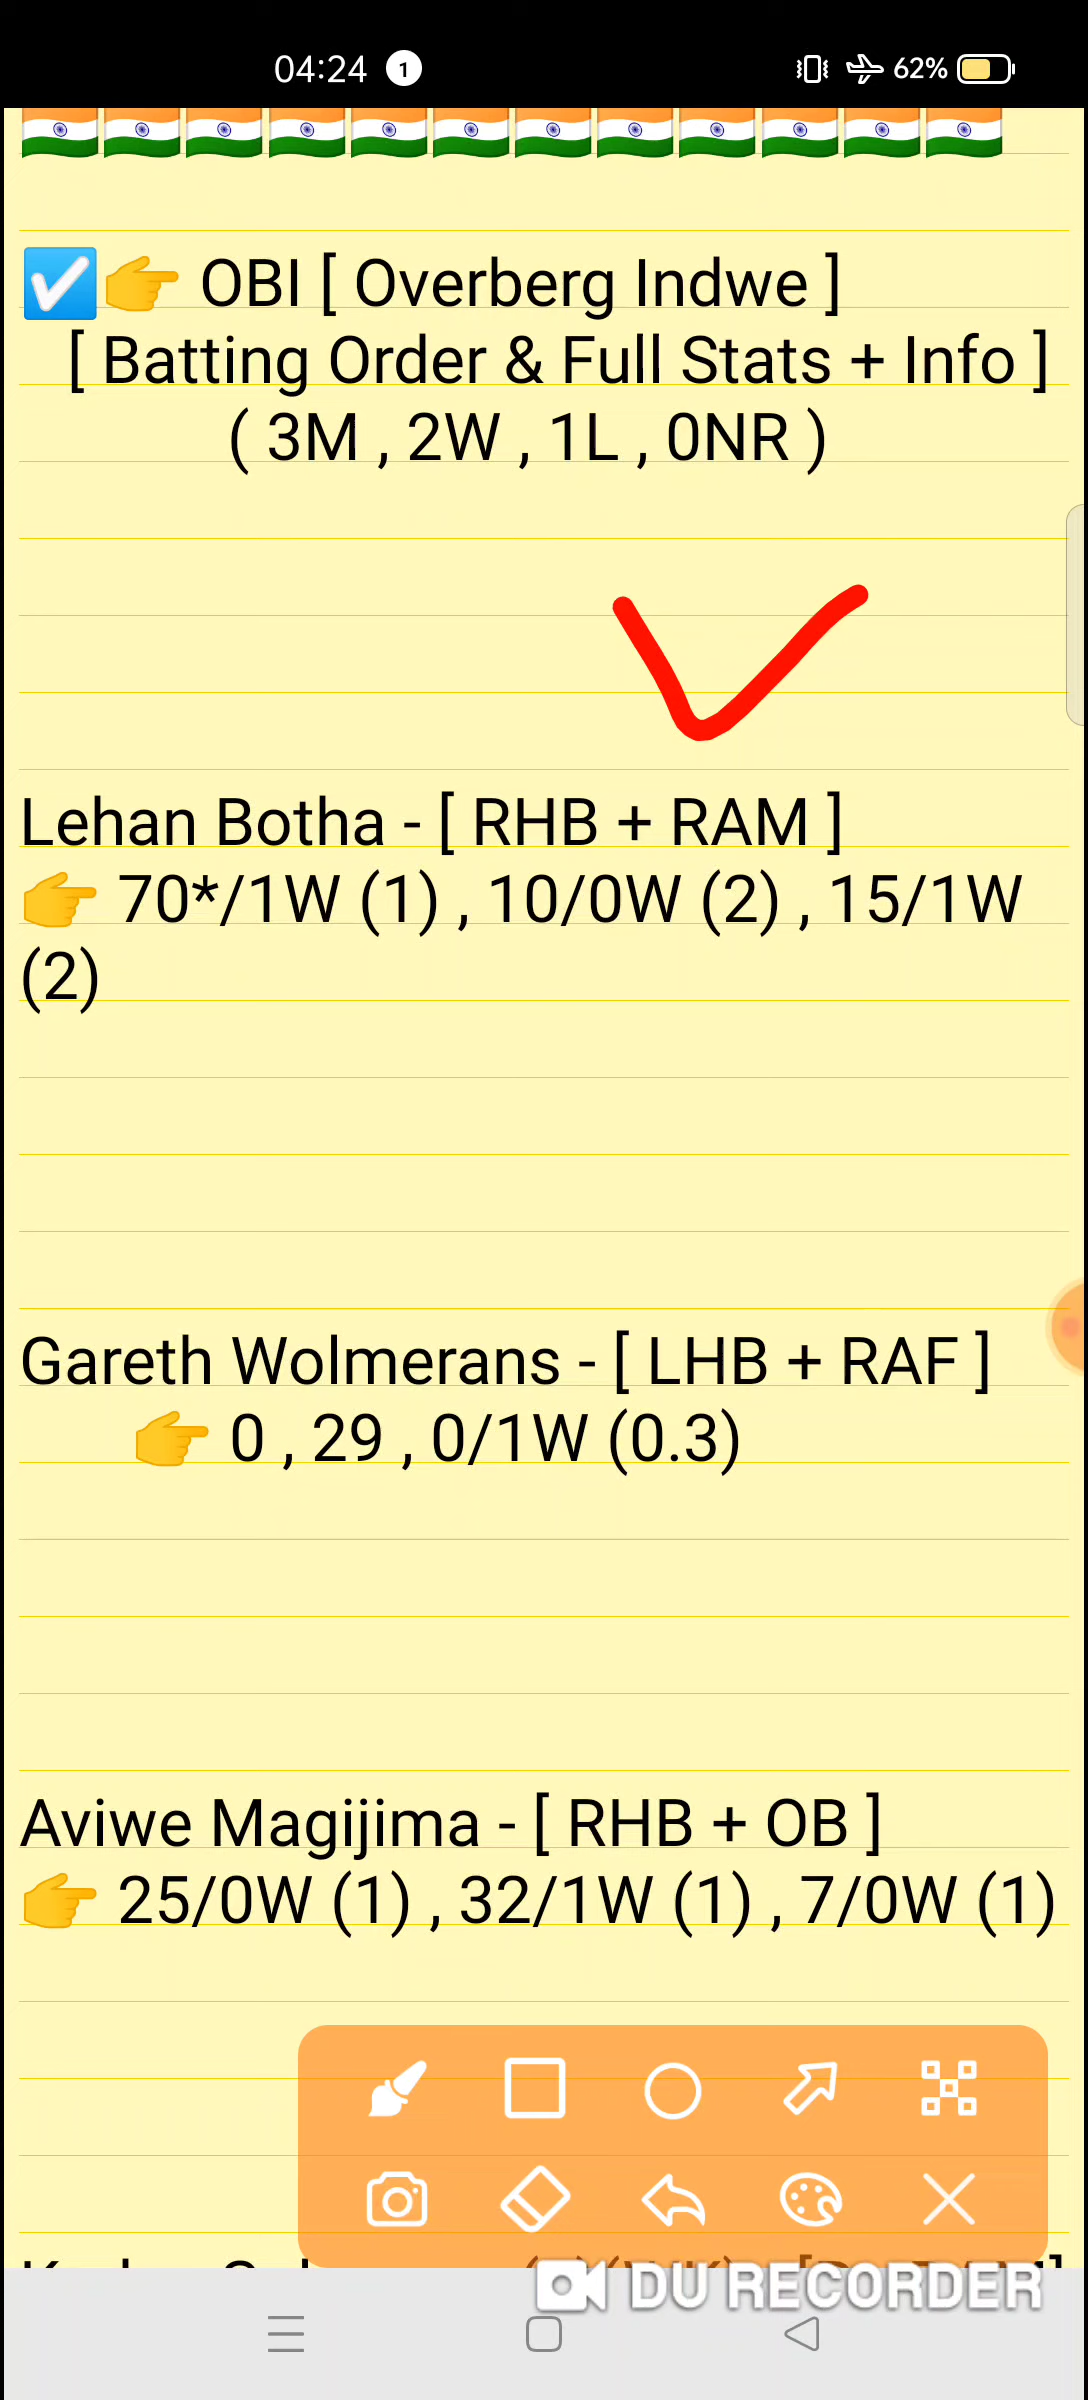 04:24 1 62%
☑️👉 OBI [ Overberg Indwe ]
[ Batting Order & Full Stats + Info ]
( 3M , 2W , 1L , 0NR )
Lehan Botha - [ RHB + RAM ]
👉 70*/1W (1) , 10/0W (2) , 15/1W
(2)
Gareth Wolmerans - [ LHB + RAF ]
👉 0 , 29 , 0/1W (0.3)
Aviwe Magijima - [ RHB + OB ]
👉 25/0W (1) , 32/1W (1) , 7/0W (1)
DU RECORDER